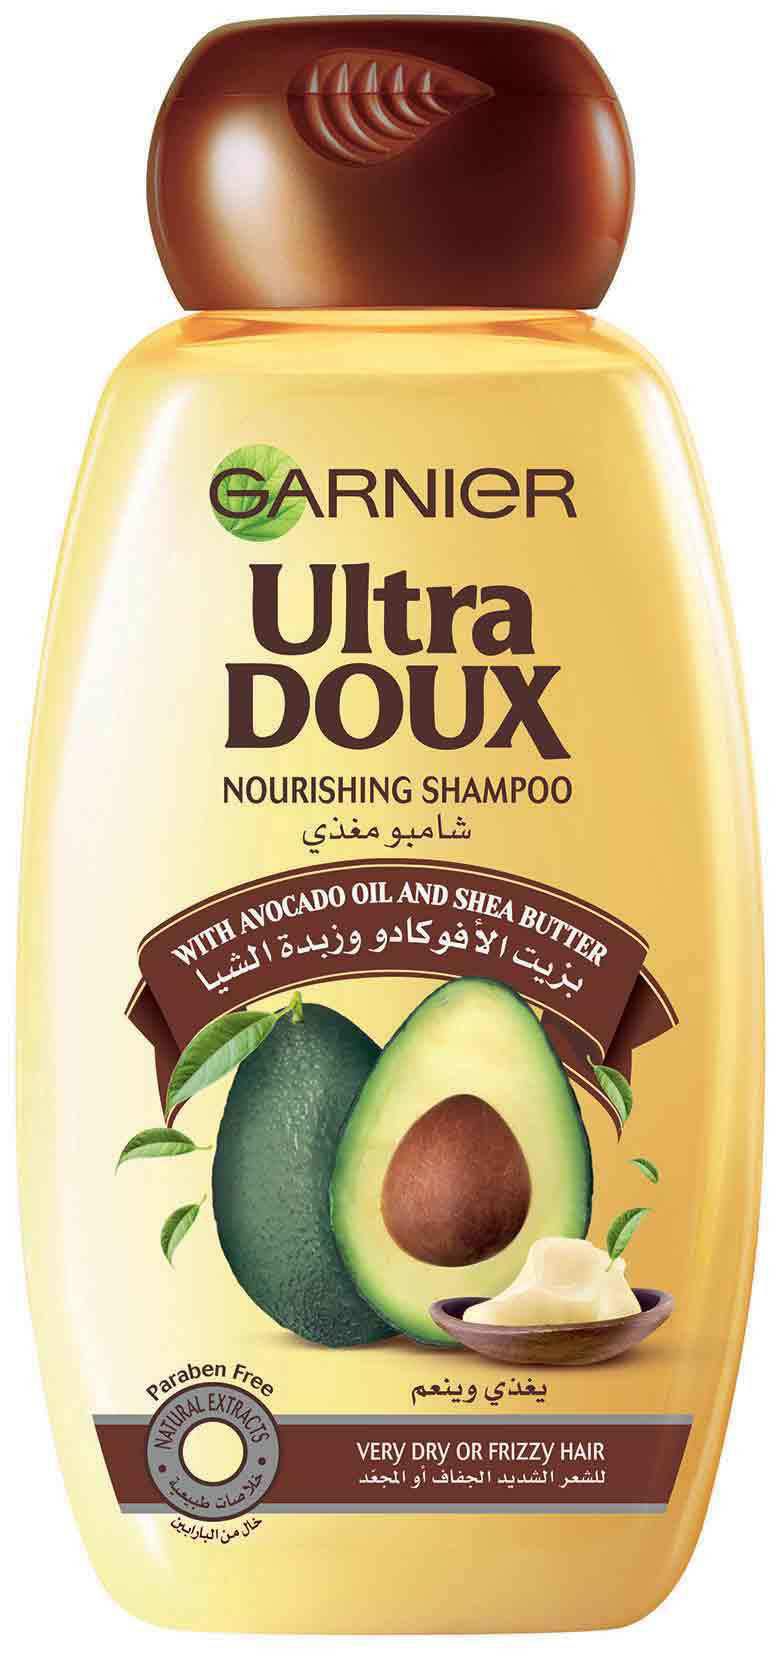 GARNIER
Ultra
DOUX
NOURISHING SHAMPOO
شامبو مغذي
WITH AVOCADO OIL AND SHEA BUTTER
بزيت الأفوكادو وزبدة الشيا
يغذي وينعم
Paraben Free
NATURAL EXTRACTS
خلاصات طبيعية
خال من البارابين
VERY DRY OR FRIZZY HAIR
للشعر الشديد الجفاف أو المجعّد